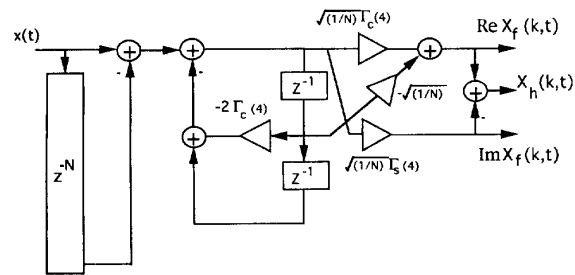 √(1/N) Γc(4)
Re Xf(k,t)
x(t)
+
+
+
-
-
z⁻¹
-√(1/N)
+
Xh(k,t)
-2 Γc(4)
-
z⁻ᴺ
+
z⁻¹
√(1/N) Γs(4)
Im Xf(k,t)